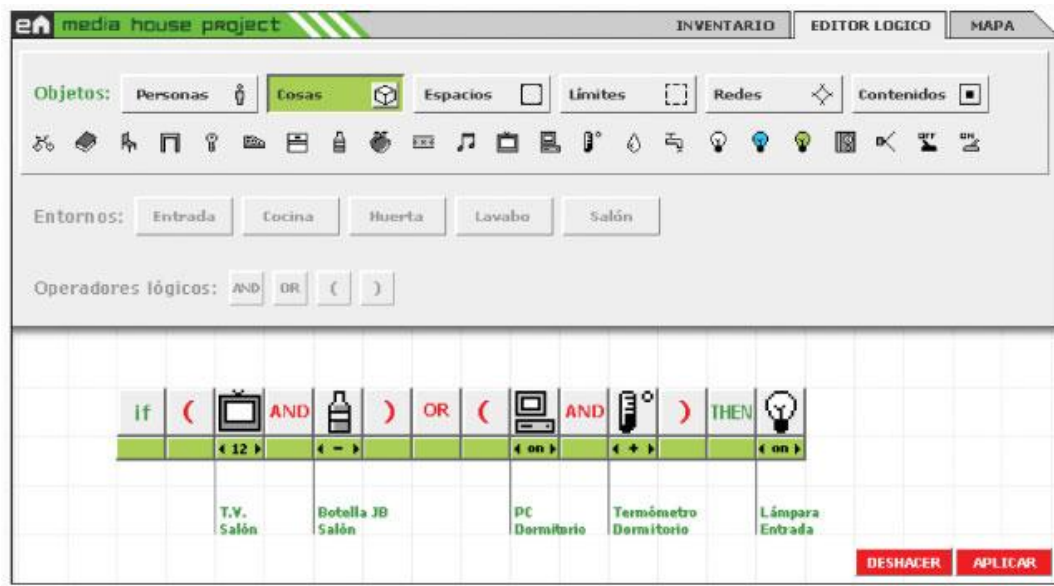 media house project
INVENTARIO EDITOR LOGICO MAPA
Objetos: Personas Cosas Espacios Límites Redes Contenidos
OFF ON
Entornos: Entrada Cocina Huerta Lavabo Salón
Operadores lógicos: AND OR ( )
if ( AND ) OR ( AND ) THEN
12 - on + on
T.V. Botella JB PC Termómetro Lámpara
Salón Salón Dormitorio Dormitorio Entrada
DESHACER APLICAR